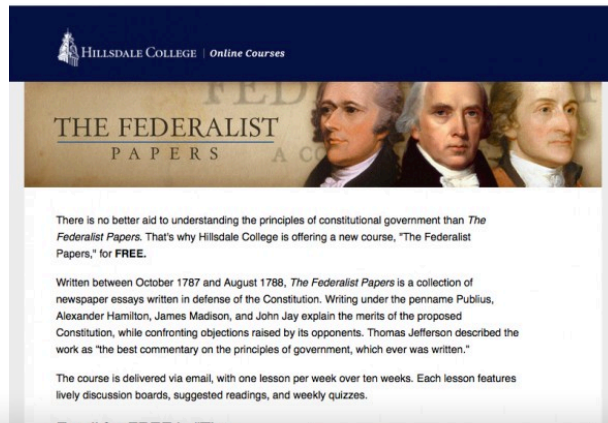 HILLSDALE COLLEGE | Online Courses
FED
THE FEDERALIST
PAPERS
A CO
There is no better aid to understanding the principles of constitutional government than The
Federalist Papers. That's why Hillsdale College is offering a new course, "The Federalist
Papers," for FREE.
Written between October 1787 and August 1788, The Federalist Papers is a collection of
newspaper essays written in defense of the Constitution. Writing under the penname Publius,
Alexander Hamilton, James Madison, and John Jay explain the merits of the proposed
Constitution, while confronting objections raised by its opponents. Thomas Jefferson described the
work as "the best commentary on the principles of government, which ever was written."
The course is delivered via email, with one lesson per week over ten weeks. Each lesson features
lively discussion boards, suggested readings, and weekly quizzes.